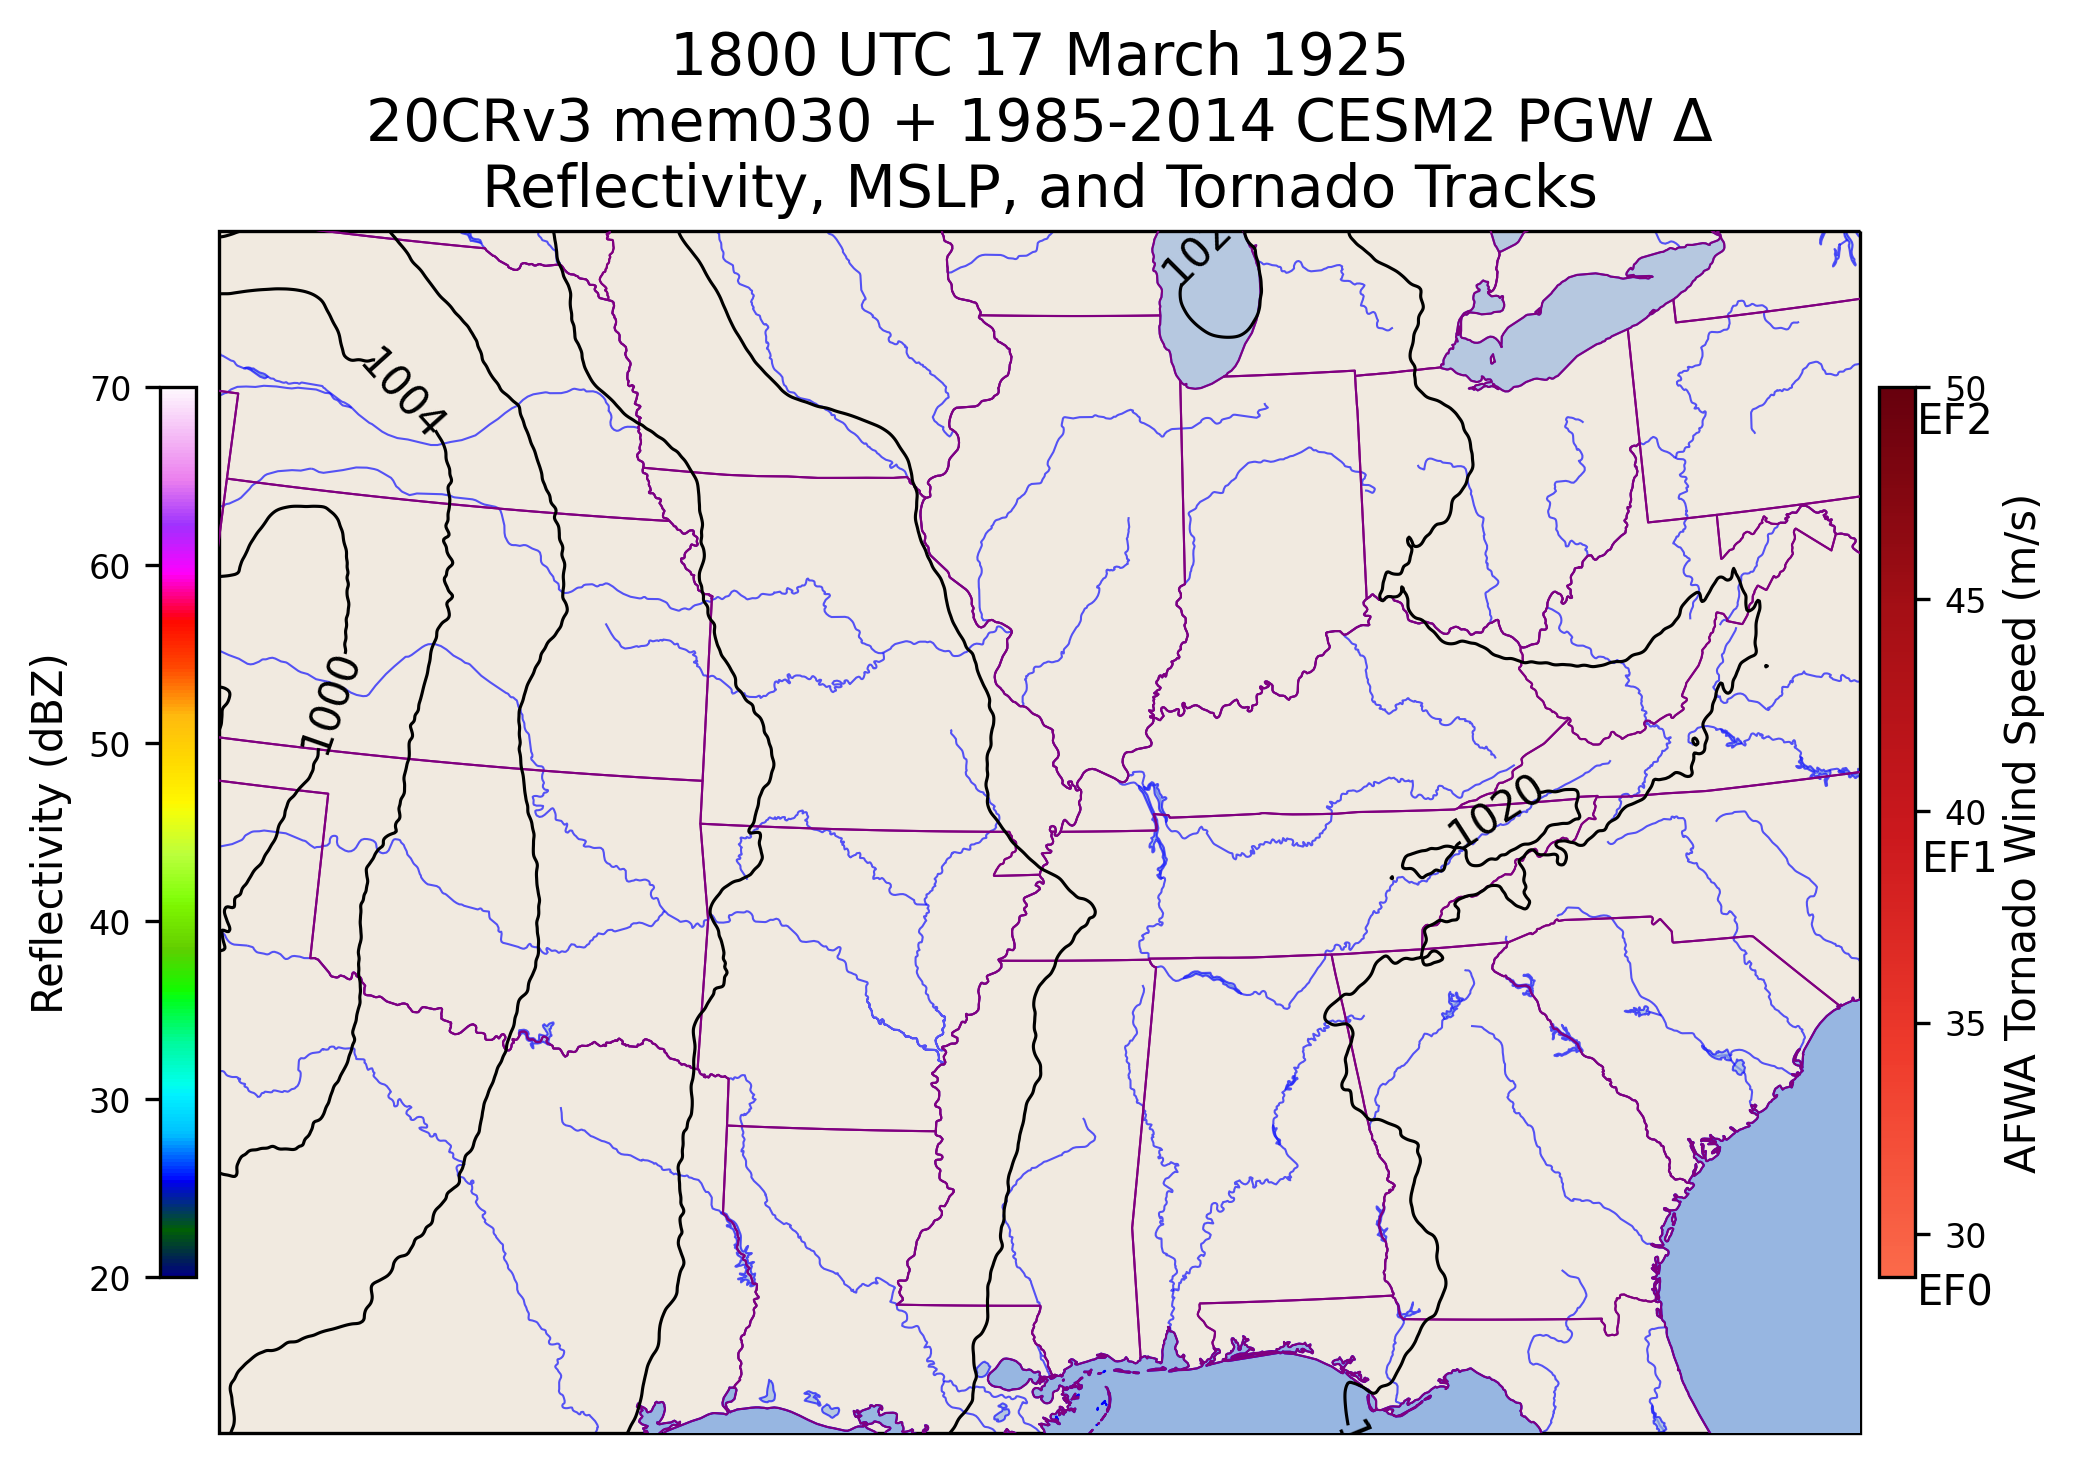 1800 UTC 17 March 1925
20CRv3 mem030 + 1985-2014 CESM2 PGW Δ
Reflectivity, MSLP, and Tornado Tracks
Reflectivity (dBZ)
70
60
50
40
30
20
102
1004
1000
1020
1
50
EF2
45
40
EF1
35
30
EF0
AFWA Tornado Wind Speed (m/s)